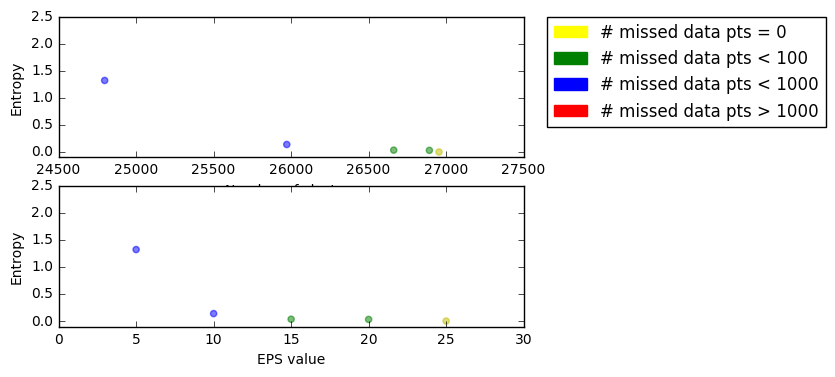 2.5
2.0
1.5
1.0
0.5
0.0
Entropy
24500 25000 25500 26000 26500 27000 27500
# missed data pts = 0
# missed data pts < 100
# missed data pts < 1000
# missed data pts > 1000
2.5
2.0
1.5
1.0
0.5
0.0
Entropy
0 5 10 15 20 25 30
EPS value